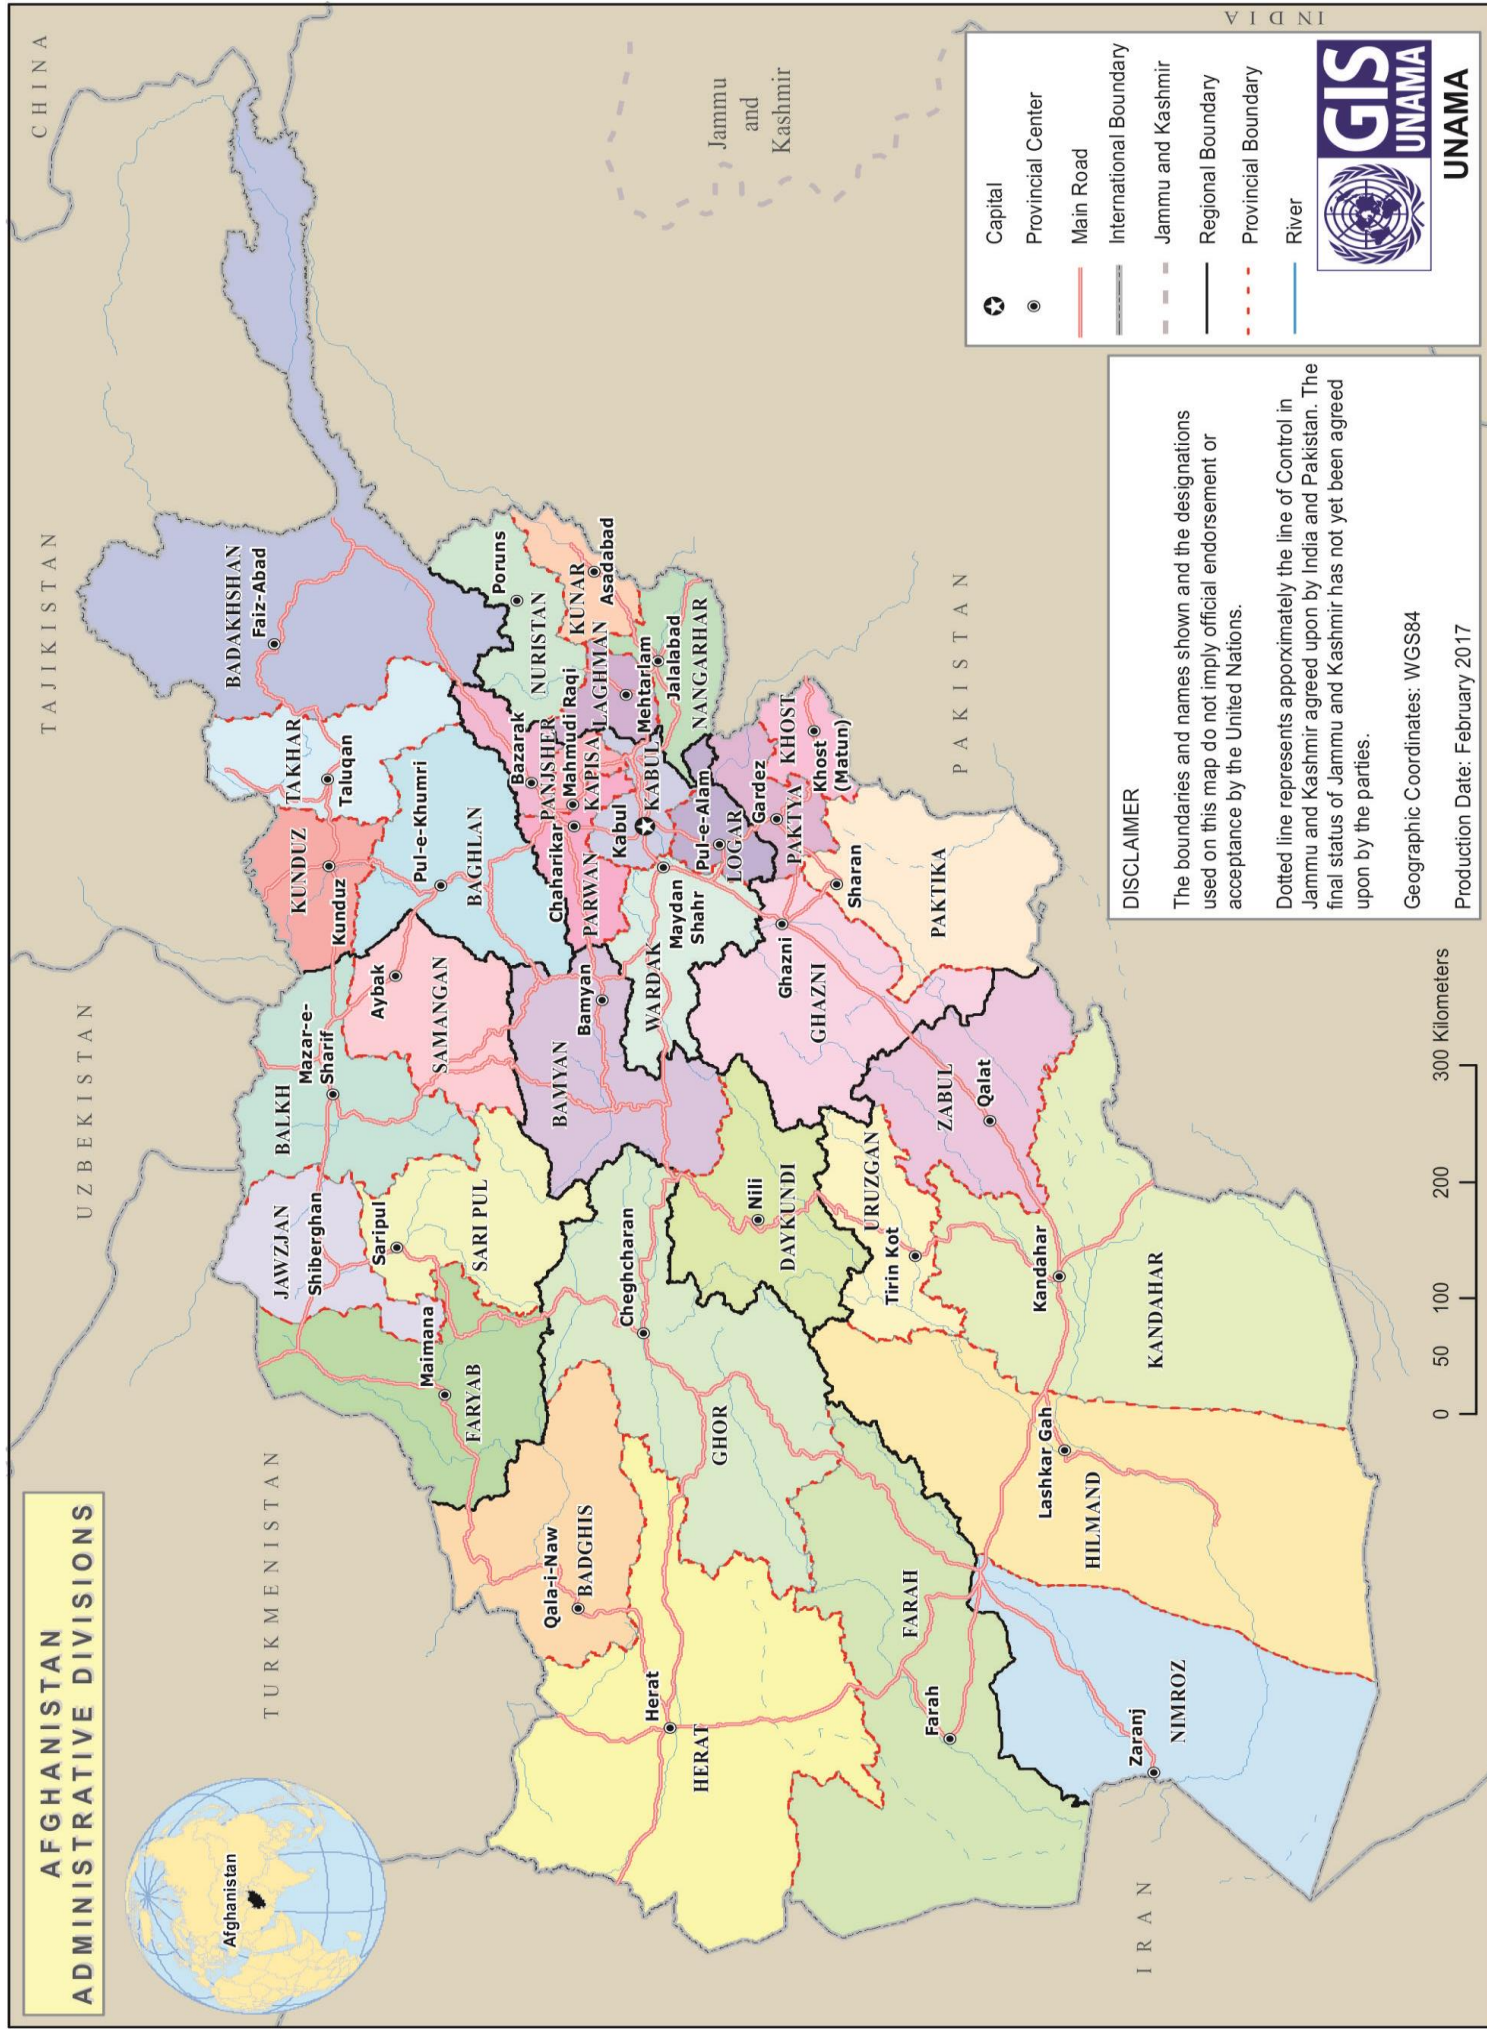 AFGHANISTAN
ADMINISTRATIVE DIVISIONS
Afghanistan
UZBEKISTAN
TAJIKISTAN
CHINA
TURKMENISTAN
IRAN
PAKISTAN
INDIA
Jammu
and
Kashmir
BADAKHSHAN
Faiz-Abad
TAKHAR
Taluqan
KUNDUZ
Kunduz
BALKH
Mazar-e-
Sharif
JAWZJAN
Shiberghan
Saripul
SARI PUL
Aybak
SAMANGAN
Pul-e-Khumri
BAGHLAN
Maimana
FARYAB
Qala-i-Naw
BADGHIS
Herat
HERAT
Cheghcharan
GHOR
BAMYAN
Bamyan
Bazarak
PANJSHER
Mahmudi Raqi
KAPISA
Chaharikar
PARWAN
Poruns
NURISTAN
KUNAR
Asadabad
LAGHMAN
Mehtarlam
Jalalabad
NANGARHAR
Kabul
KABUL
Maydan
Shahr
WARDAK
Pul-e-Alam
LOGAR
Gardez
PAKTYA
KHOST
Khost
(Matun)
Sharan
PAKTIKA
Ghazni
GHAZNI
Nili
DAYKUNDI
URUZGAN
Tirin Kot
ZABUL
Qalat
Kandahar
KANDAHAR
Lashkar Gah
HILMAND
FARAH
Farah
Zaranj
NIMROZ
0 50 100 200 300 Kilometers
DISCLAIMER
The boundaries and names shown and the designations
used on this map do not imply official endorsement or
acceptance by the United Nations.
Dotted line represents apporximately the line of Control in
Jammu and Kashmir agreed upon by India and Pakistan. The
final status of Jammu and Kashmir has not yet been agreed
upon by the parties.
Geographic Coordinates: WGS84
Production Date: February 2017
Capital
Provincial Center
Main Road
International Boundary
Jammu and Kashmir
Regional Boundary
Provincial Boundary
River
GIS
UNAMA
UNAMA